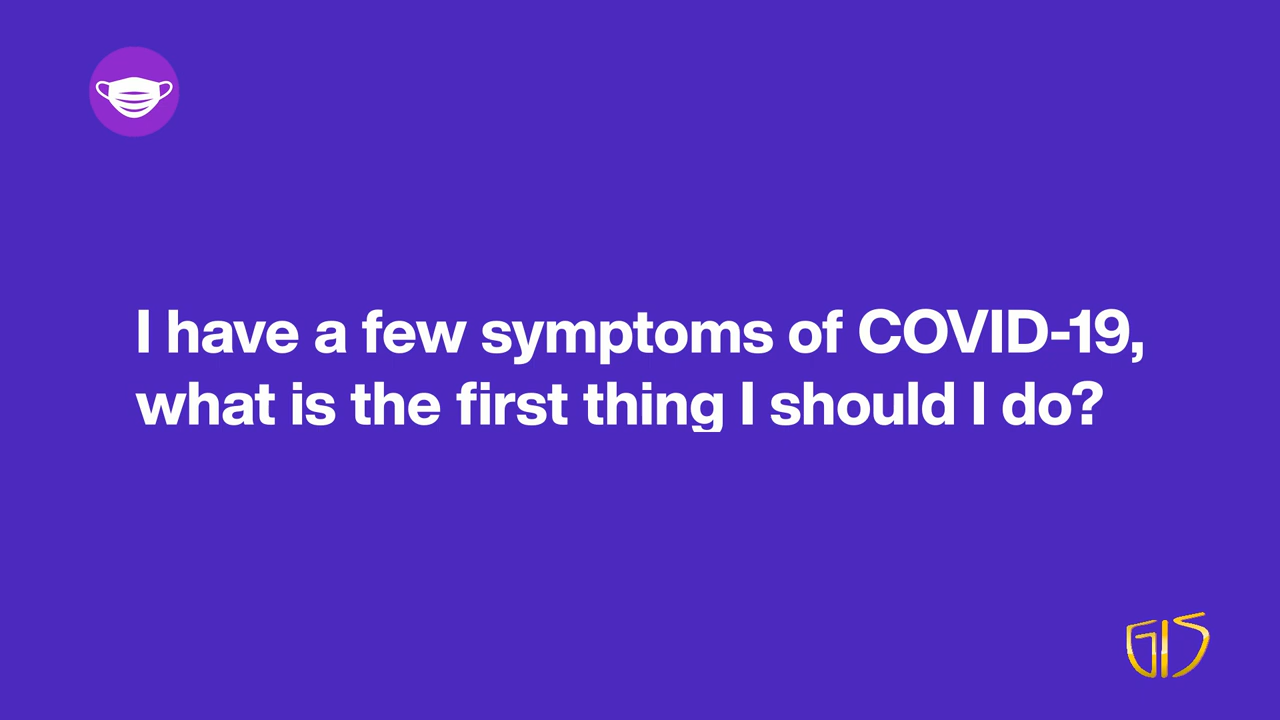 I have a few symptoms of COVID-19,
what is the first thing I should I do?
GIS